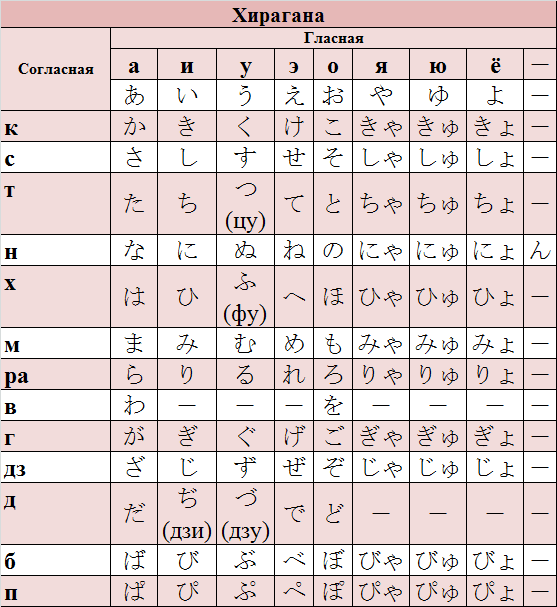 Хирагана
Согласная Гласная
а и у э о я ю ё －
あ い う え お や ゆ よ －
к か き く け こ きゃ きゅ きょ －
с さ し す せ そ しゃ しゅ しょ －
т た ち つ (цу) て と ちゃ ちゅ ちょ －
н な に ぬ ね の にゃ にゅ にょ ん
х は ひ ふ (фу) へ ほ ひゃ ひゅ ひょ －
м ま み む め も みゃ みゅ みょ －
ра ら り る れ ろ りゃ りゅ りょ －
в わ － － － を － － － －
г が ぎ ぐ げ ご ぎゃ ぎゅ ぎょ －
дз ざ じ ず ぜ ぞ じゃ じゅ じょ －
д だ ぢ (дзи) づ (дзу) で ど － － － －
б ば び ぶ べ ぼ びゃ びゅ びょ －
п ぱ ぴ ぷ ぺ ぽ ぴゃ ぴゅ ぴょ －